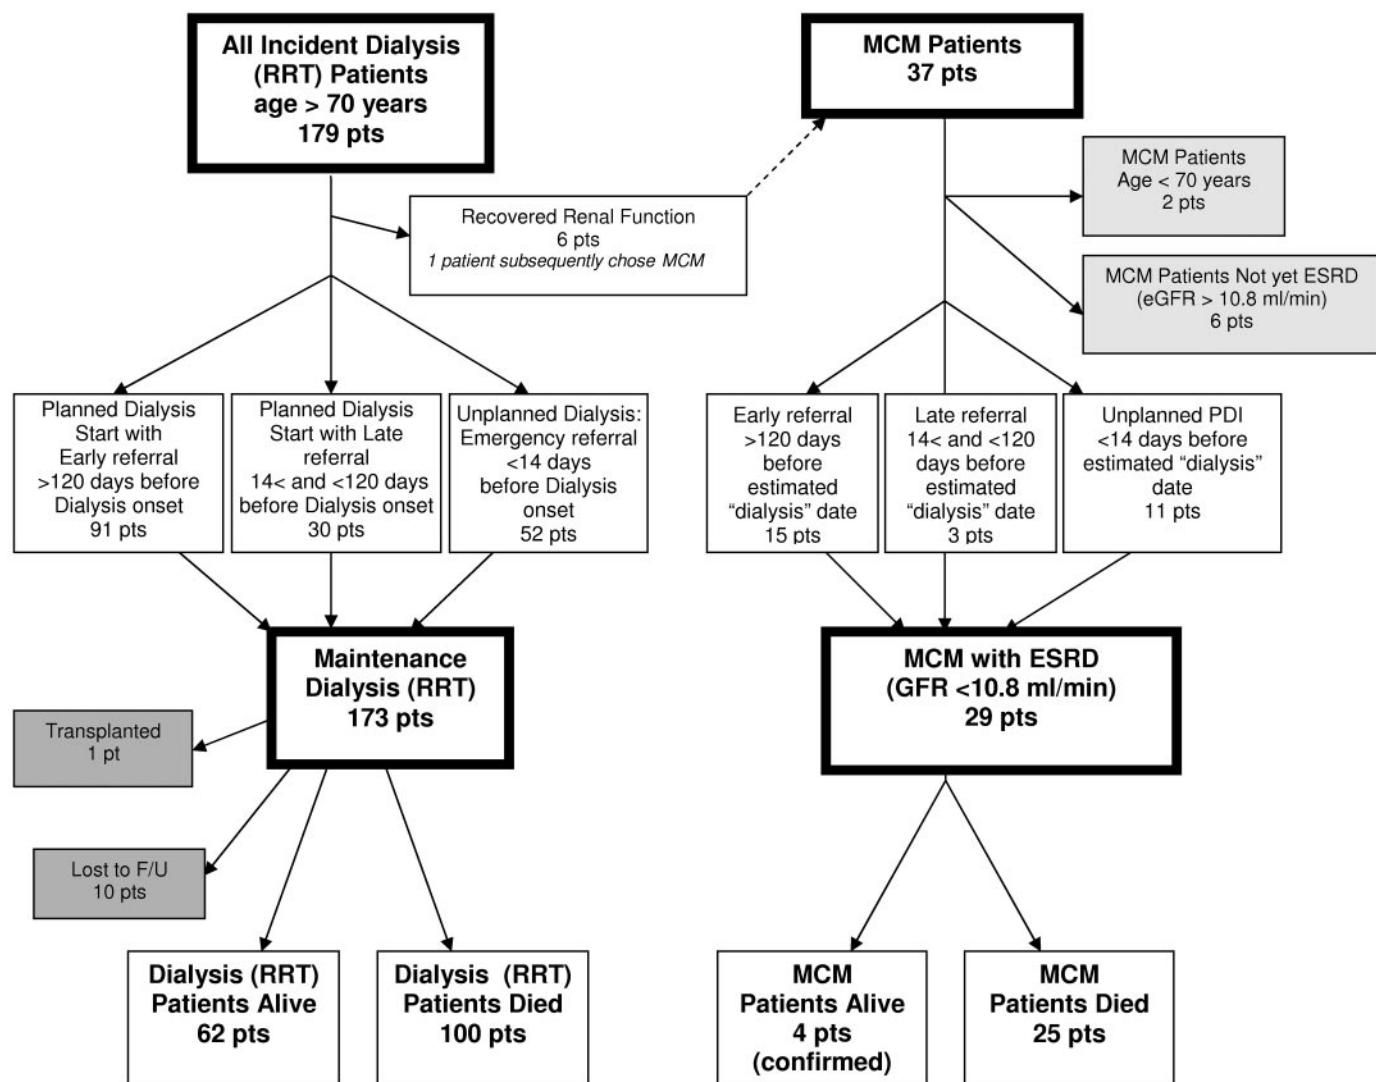 All Incident Dialysis
(RRT) Patients
age > 70 years
179 pts
MCM Patients
37 pts
MCM Patients
Age < 70 years
2 pts
Recovered Renal Function
6 pts
1 patient subsequently chose MCM
MCM Patients Not yet ESRD
(eGFR > 10.8 ml/min)
6 pts
Planned Dialysis
Start with
Early referral
>120 days before
Dialysis onset
91 pts
Planned Dialysis
Start with Late
referral
14< and <120 days
before Dialysis onset
30 pts
Unplanned Dialysis:
Emergency referral
<14 days
before Dialysis
onset
52 pts
Early referral
>120 days
before
estimated
“dialysis” date
15 pts
Late referral
14< and <120
days before
estimated
“dialysis” date
3 pts
Unplanned PDI
<14 days before
estimated “dialysis”
date
11 pts
Maintenance
Dialysis (RRT)
173 pts
MCM with ESRD
(GFR <10.8 ml/min)
29 pts
Transplanted
1 pt
Lost to F/U
10 pts
Dialysis (RRT)
Patients Alive
62 pts
Dialysis (RRT)
Patients Died
100 pts
MCM
Patients Alive
4 pts
(confirmed)
MCM
Patients Died
25 pts